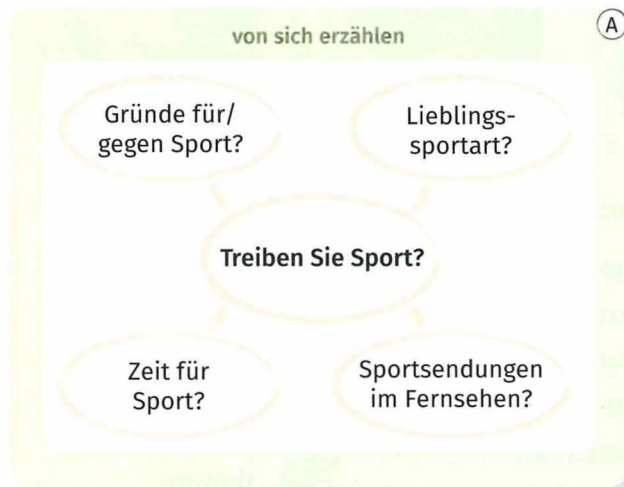 von sich erzählen
A
Gründe für/
gegen Sport?
Lieblings-
sportart?
Treiben Sie Sport?
Zeit für
Sport?
Sportsendungen
im Fernsehen?